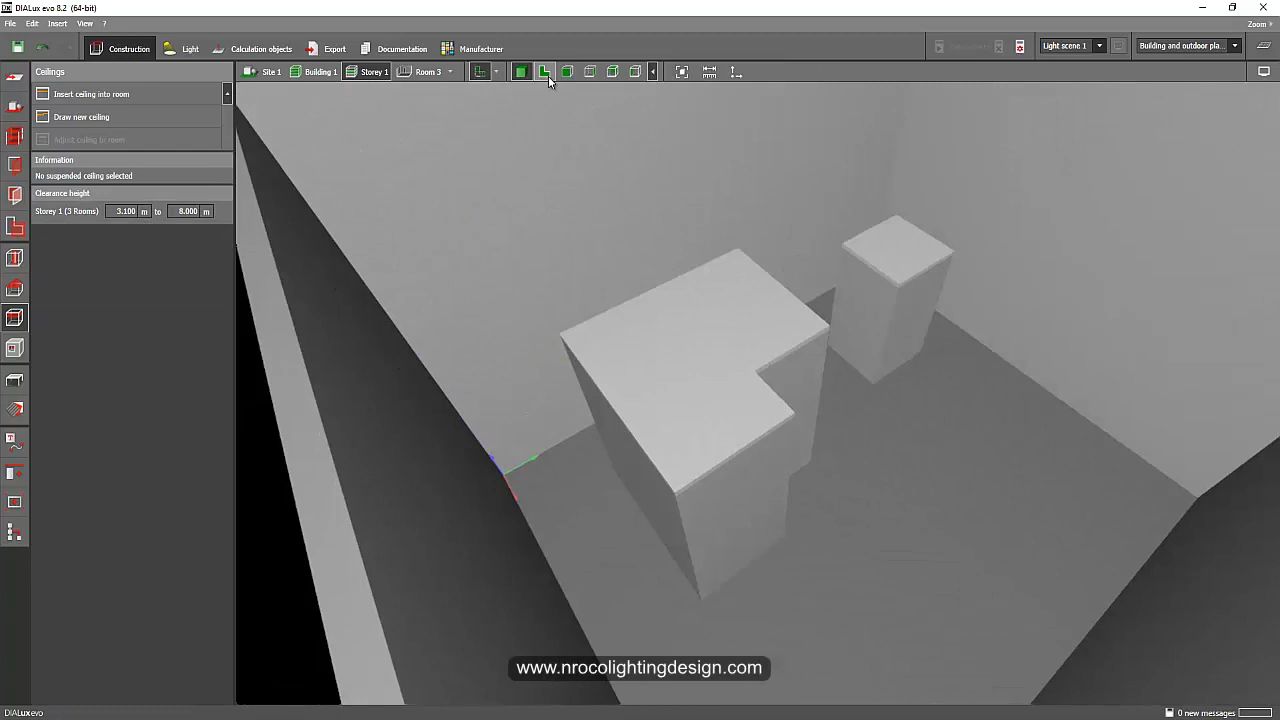 DIALux evo 8.2 (64-bit)
File Edit Insert View ?
Zoom
Construction Light Calculation objects Export Documentation Manufacturer
Light scene 1 Building and outdoor pla...
Ceilings
Site 1 Building 1 Storey 1 Room 3
Insert ceiling into room
Draw new ceiling
Adjust ceiling to room
Information
No suspended ceiling selected
Clearance height
Storey 1 (3 Rooms) 3.100 m to 8.000 m
www.nrocolightingdesign.com
DIALux evo
0 new messages